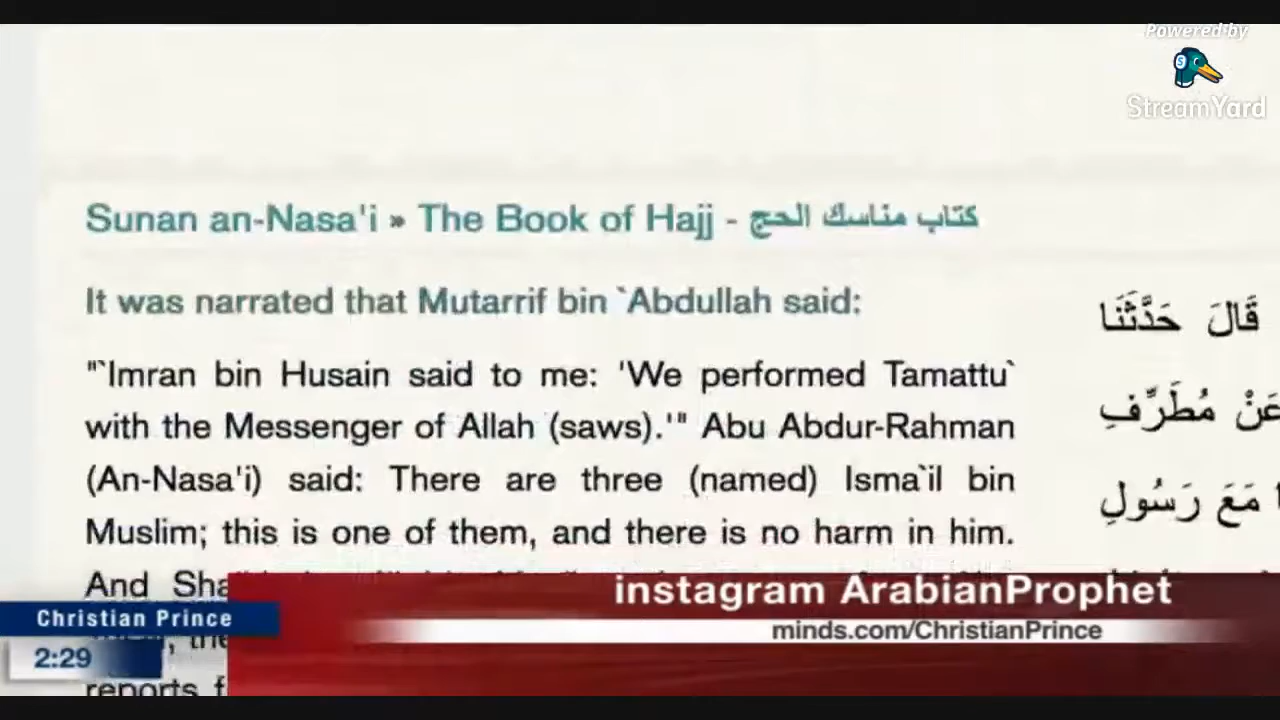 Powered by
StreamYard
Sunan an-Nasa'i » The Book of Hajj - كتاب مناسك الحج
It was narrated that Mutarrif bin `Abdullah said:
"`Imran bin Husain said to me: 'We performed Tamattu`
with the Messenger of Allah (saws).'" Abu Abdur-Rahman
(An-Nasa'i) said: There are three (named) Isma`il bin
Muslim; this is one of them, and there is no harm in him.
And
reports
قَالَ حَدَّثَنَا
عَنْ مُطَرِّفِ
مَعَ رَسُولِ
instagram ArabianProphet
minds.com/ChristianPrince
Christian Prince
2:29